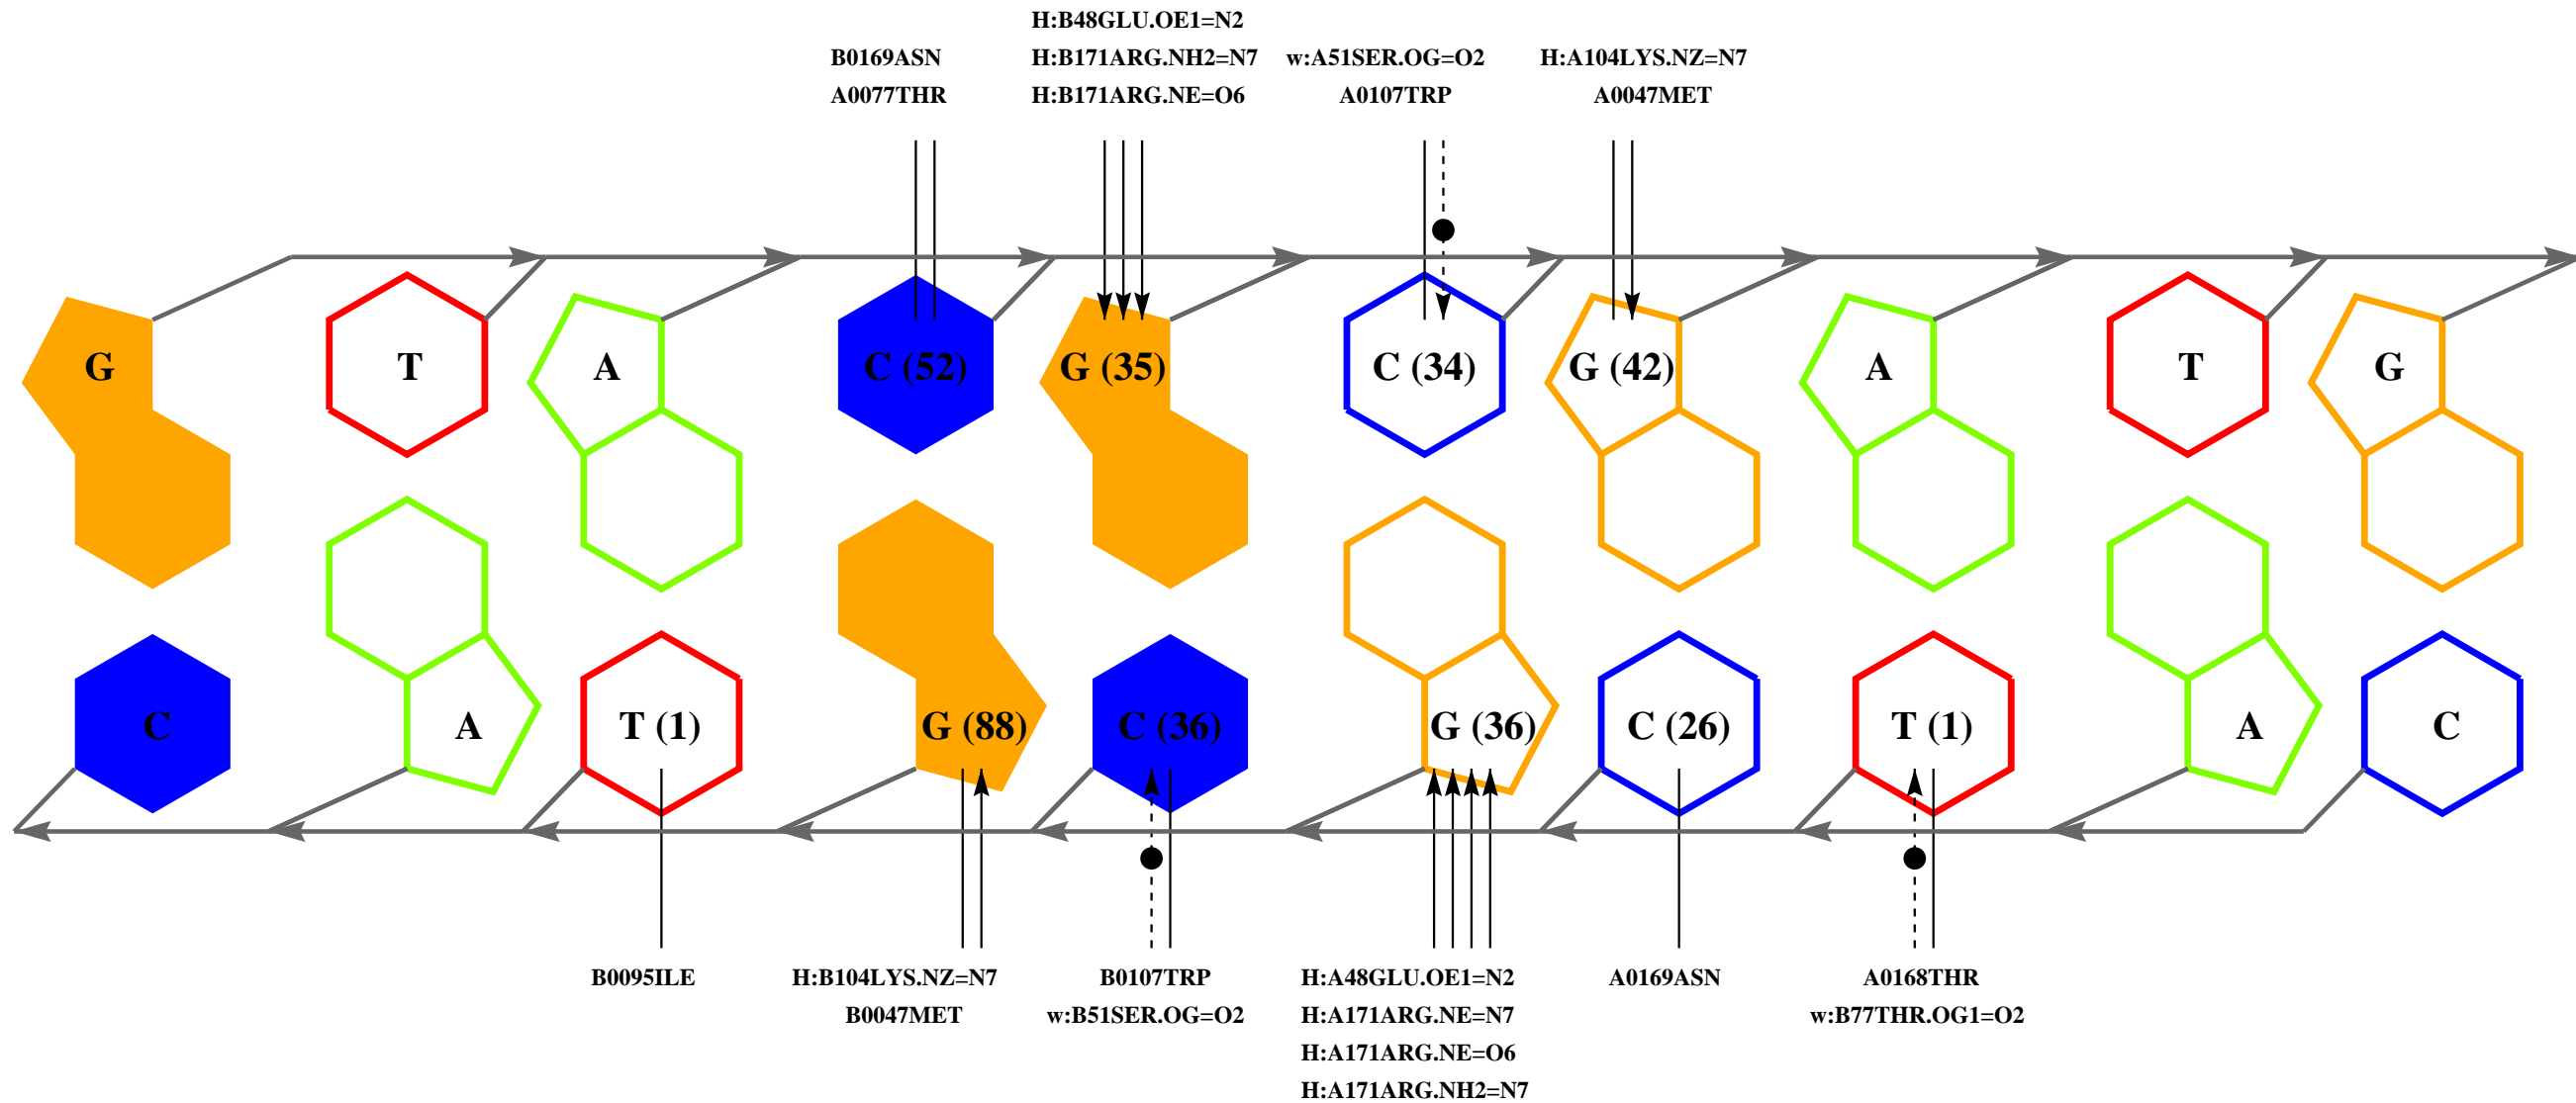 H:B48GLU.OE1=N2
B0169ASN H:B171ARG.NH2=N7 w:A51SER.OG=O2 H:A104LYS.NZ=N7
A0077THR H:B171ARG.NE=O6 A0107TRP A0047MET
G T A C (52) G (35) C (34) G (42) A T G
C A T (1) G (88) C (36) G (36) C (26) T (1) A C
B0095ILE H:B104LYS.NZ=N7 B0107TRP H:A48GLU.OE1=N2 A0169ASN A0168THR
B0047MET w:B51SER.OG=O2 H:A171ARG.NE=N7 w:B77THR.OG1=O2
H:A171ARG.NE=O6
H:A171ARG.NH2=N7